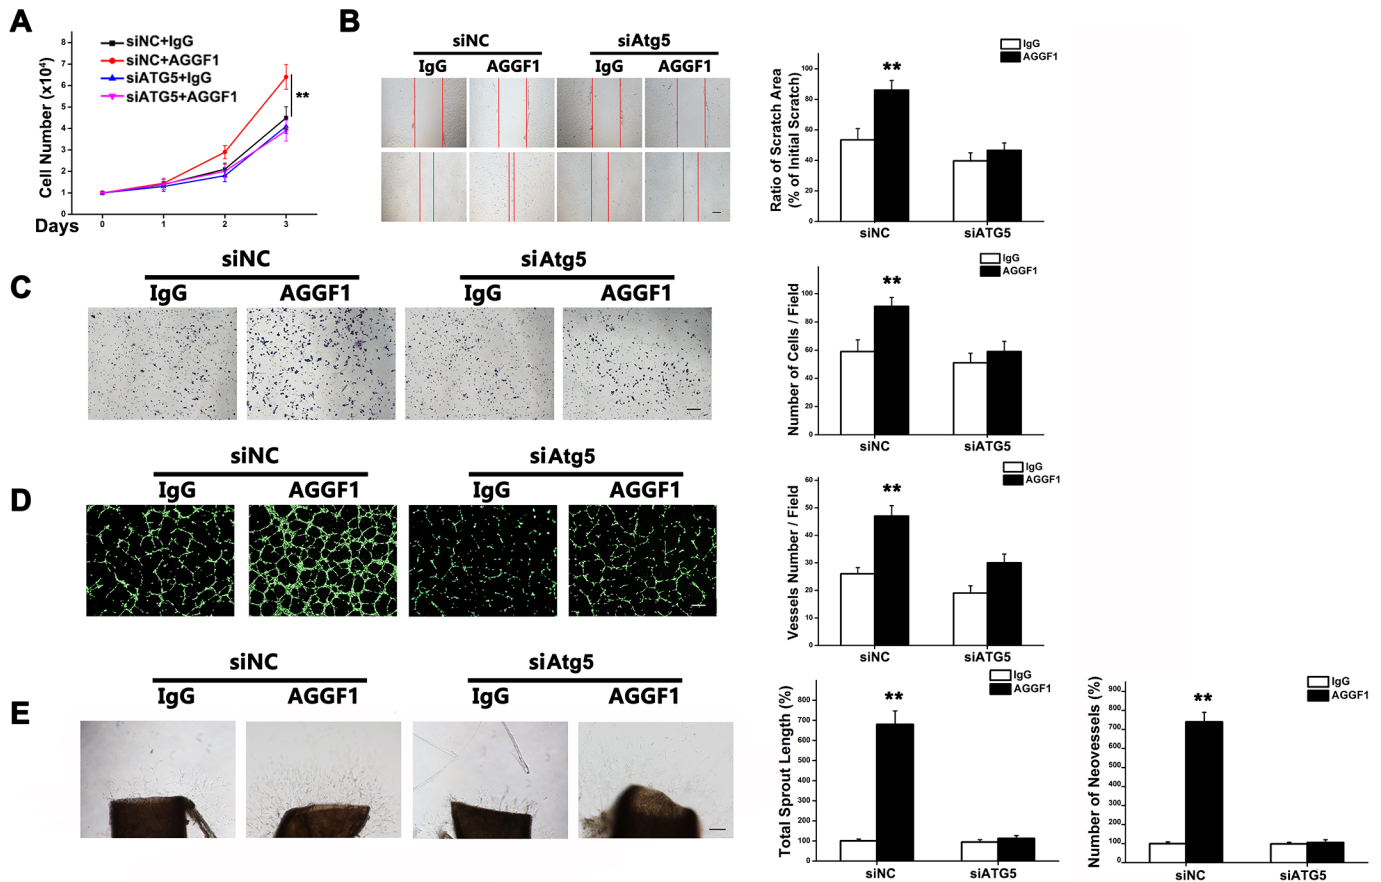 A
siNC+IgG
siNC+AGGF1
siATG5+IgG
siATG5+AGGF1
**
Cell Number (x10⁴)
8
7
6
5
4
3
2
1
0
Days
0 1 2 3
B
siNC siAtg5
IgG AGGF1 IgG AGGF1
IgG
AGGF1
**
Ratio of Scratch Area
(% of Initial Scratch)
100
80
60
40
20
0
siNC siATG5
C
siNC siAtg5
IgG AGGF1 IgG AGGF1
IgG
AGGF1
**
Number of Cells / Field
100
80
60
40
20
0
siNC siATG5
D
siNC siAtg5
IgG AGGF1 IgG AGGF1
IgG
AGGF1
**
Vessels Number / Field
60
50
40
30
20
10
0
siNC siATG5
E
siNC siAtg5
IgG AGGF1 IgG AGGF1
IgG
AGGF1
**
Total Sprout Length (%)
800
700
600
500
400
300
200
100
0
siNC siATG5
IgG
AGGF1
**
Number of Neovessels (%)
900
800
700
600
500
400
300
200
100
0
siNC siATG5